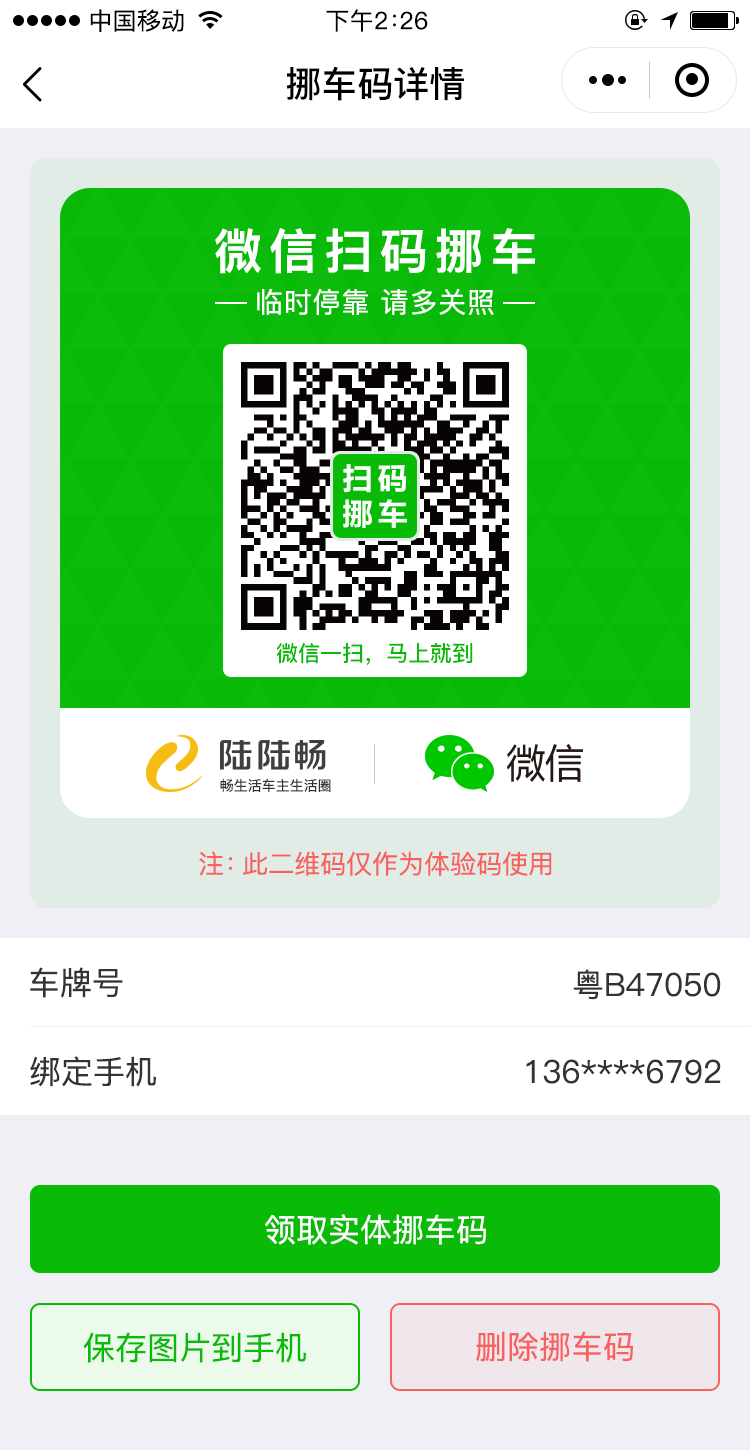 中国移动
下午2:26
挪车码详情
微信扫码挪车
临时停靠 请多关照
扫码
挪车
微信一扫，马上就到
陆陆畅
畅生活车主生活圈
微信
注：此二维码仅作为体验码使用
车牌号
粤B47050
绑定手机
136****6792
领取实体挪车码
保存图片到手机
删除挪车码